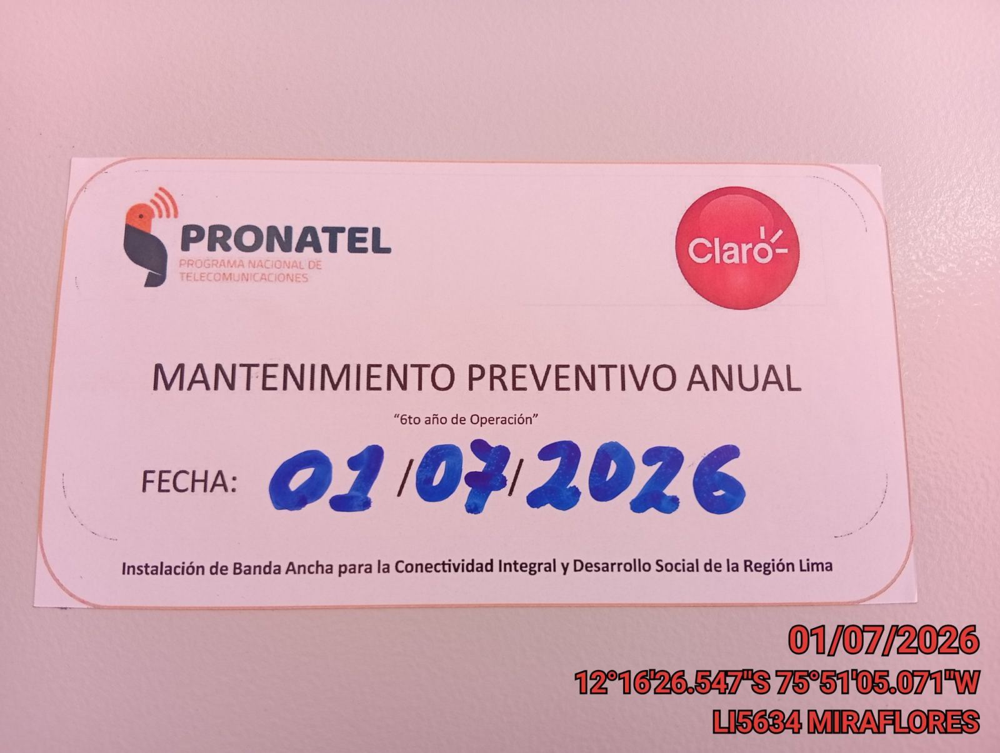 PRONATEL
PROGRAMA NACIONAL DE
TELECOMUNICACIONES
Claro
MANTENIMIENTO PREVENTIVO ANUAL
“6to año de Operación”
FECHA: 01/07/2026
Instalación de Banda Ancha para la Conectividad Integral y Desarrollo Social de la Región Lima
01/07/2026
12°16'26.547"S 75°51'05.071"W
LI5634 MIRAFLORES